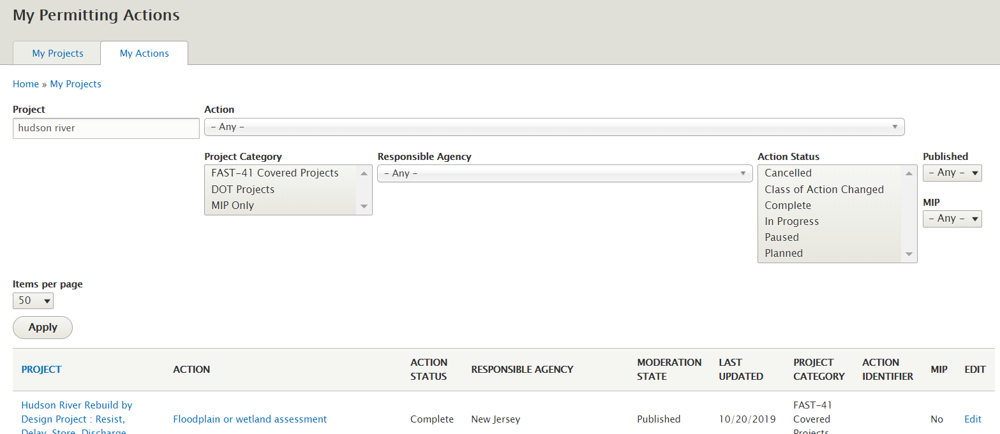 My Permitting Actions
My Projects
My Actions
Home » My Projects
Project
Action
hudson river
– Any –
Project Category
Responsible Agency
Action Status
Published
FAST–41 Covered Projects
DOT Projects
MIP Only
– Any –
Cancelled
Class of Action Changed
Complete
In Progress
Paused
Planned
– Any –
MIP
– Any –
Items per page
50
Apply
PROJECT
ACTION
ACTION
STATUS
RESPONSIBLE AGENCY
MODERATION
STATE
LAST
UPDATED
PROJECT
CATEGORY
ACTION
IDENTIFIER
MIP
EDIT
Hudson River Rebuild by
Design Project : Resist,
Delay, Store, Discharge
Floodplain or wetland assessment
Complete
New Jersey
Published
10/20/2019
FAST–41
Covered
Projects
No
Edit